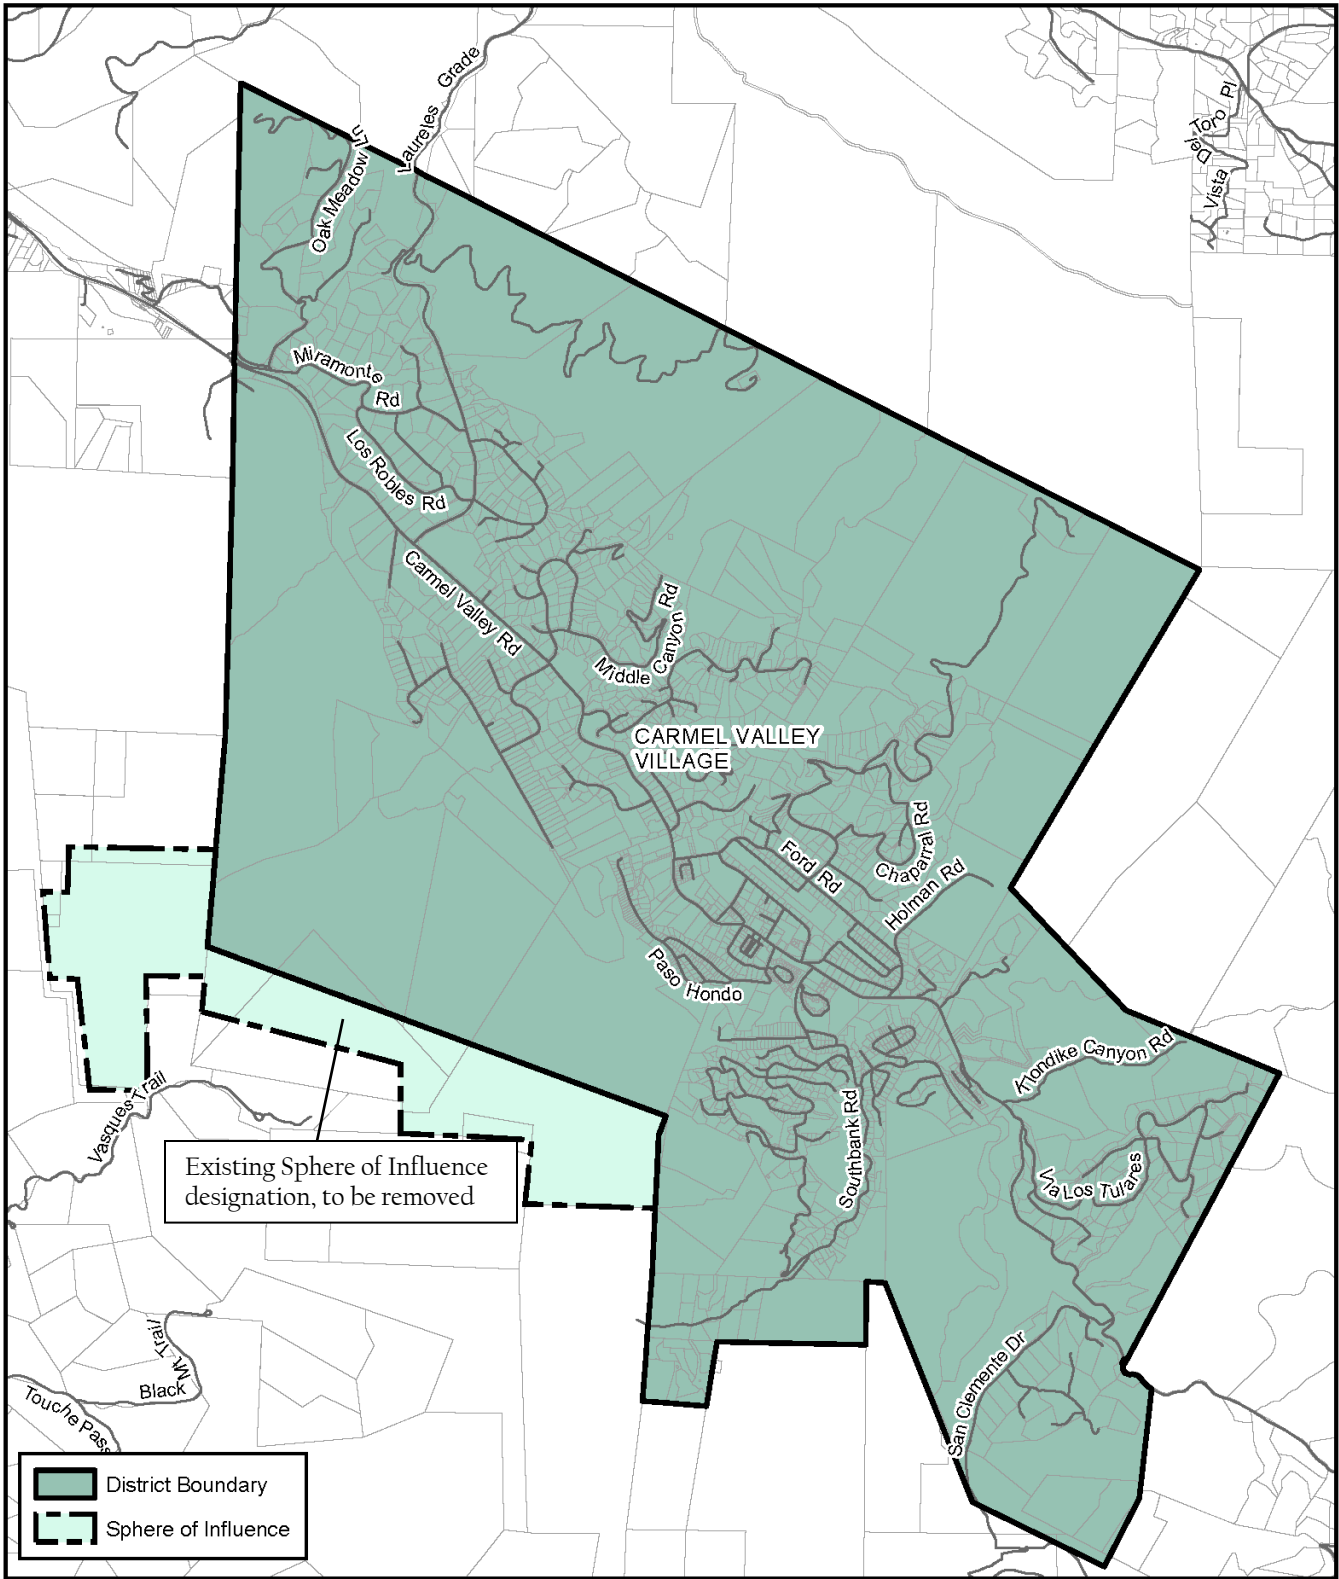 Laureles Grade
Oak Meadow Ln
Vista Del Toro Pl
Miramonte
Rd
Los Robles Rd
Carmel Valley Rd
Middle Canyon Rd
CARMEL VALLEY
VILLAGE
Ford Rd
Chaparral Rd
Holman Rd
Paso Hondo
Klondike Canyon Rd
Vasques Trail
Southbank Rd
Via Los Tulares
Existing Sphere of Influence
designation, to be removed
San Clemente Dr
Black Mt Trail
Touche Pass
District Boundary
Sphere of Influence